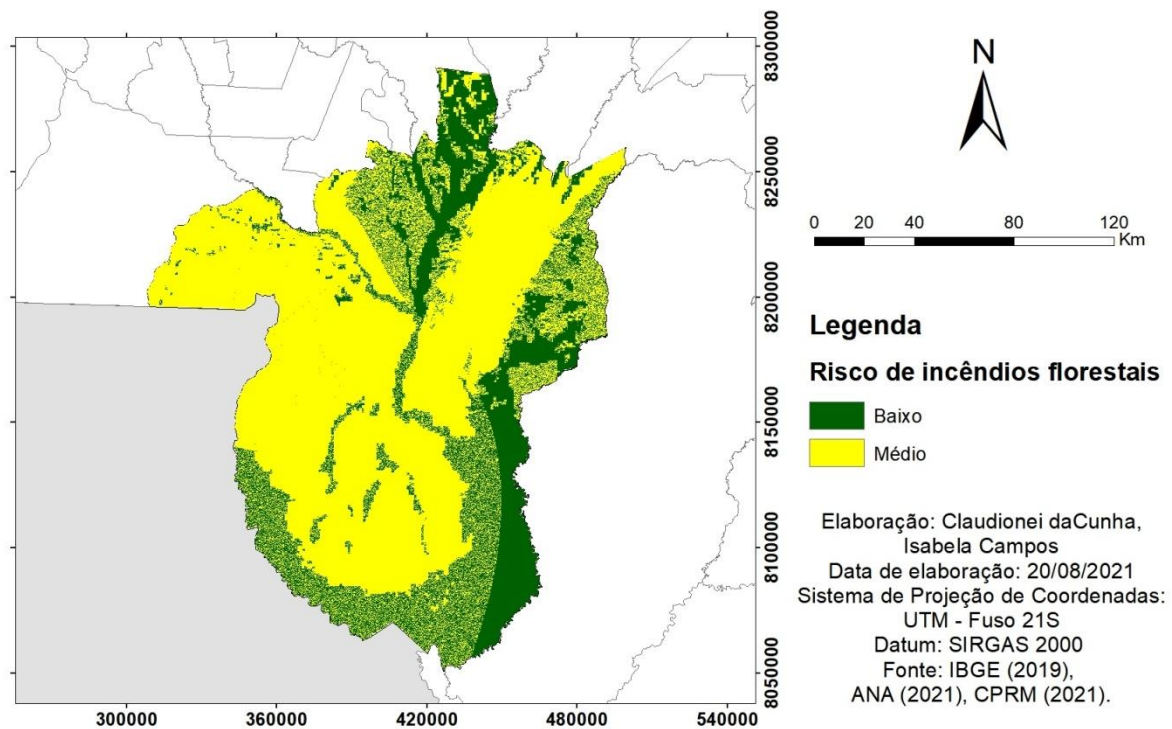 8300000
8250000
8200000
8150000
8100000
8050000
300000 360000 420000 480000 540000
N
0 20 40 80 120
Km
Legenda
Risco de incêndios florestais
Baixo
Médio
Elaboração: Claudionei daCunha,
Isabela Campos
Data de elaboração: 20/08/2021
Sistema de Projeção de Coordenadas:
UTM - Fuso 21S
Datum: SIRGAS 2000
Fonte: IBGE (2019),
ANA (2021), CPRM (2021).